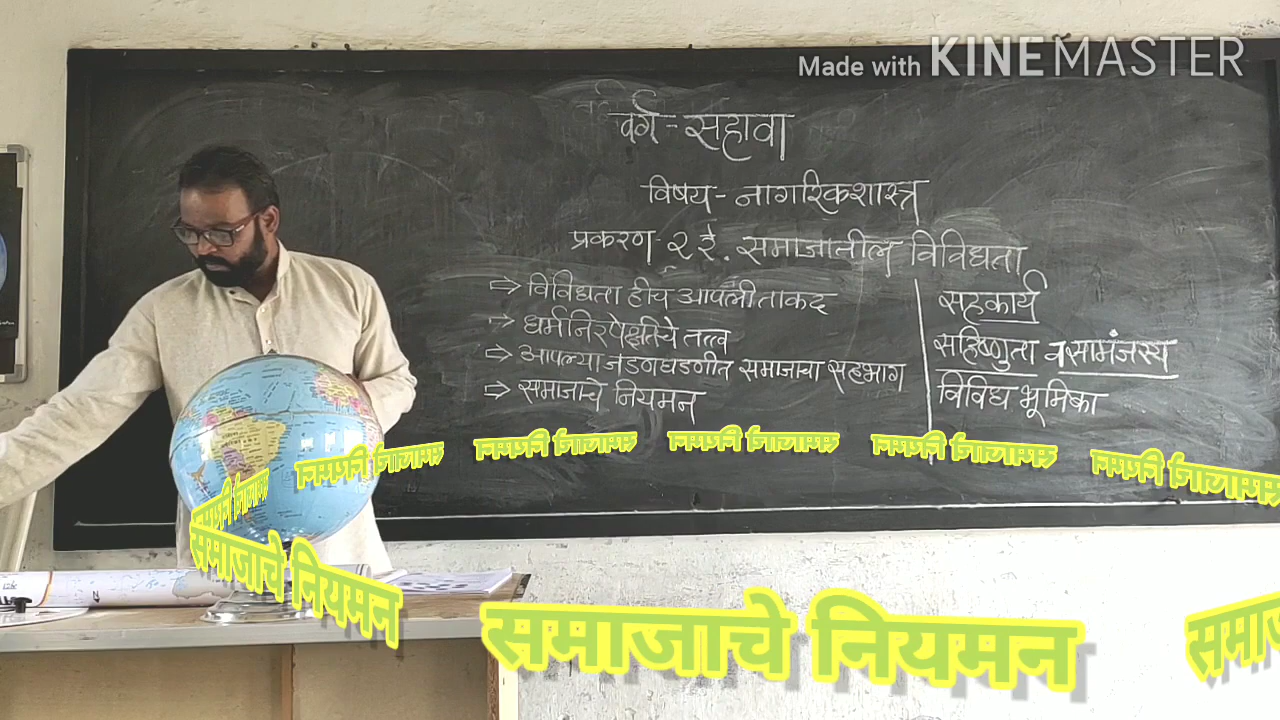 Made with KINEMASTER
वर्ग - सहावा
विषय - नागरिकशास्त्र
प्रकरण - २ रे. समाजातील विविधता
⇒ विविधता हीच आपली ताकद
⇒ धर्मनिरपेक्षतेचे तत्त्व
⇒ आपल्या जडणघडणीत समाजाचा सहभाग
⇒ समाजाचे नियमन
सहकार्य
सहिष्णुता व सामंजस्य
विविध भूमिका
समाजाचे नियमन
समाजाचे नियमन